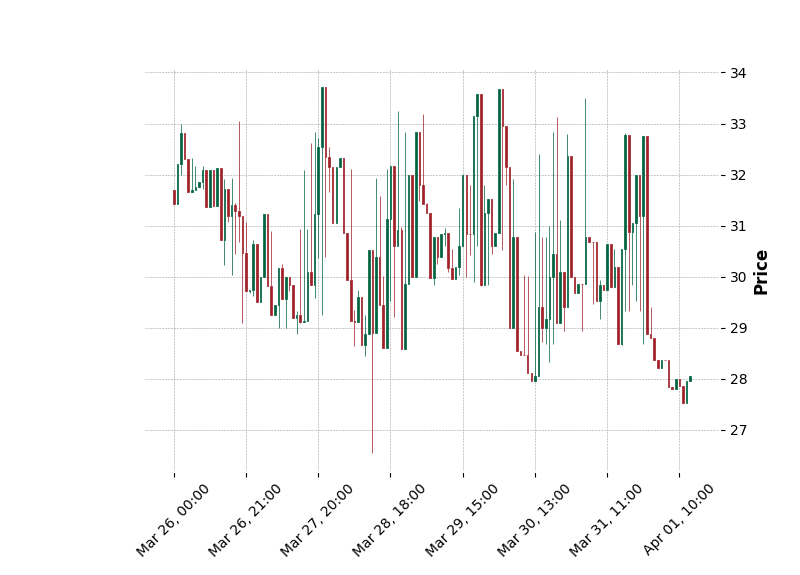 34
33
32
31
30
29
28
27
Price
Mar 26, 00:00
Mar 26, 21:00
Mar 27, 20:00
Mar 28, 18:00
Mar 29, 15:00
Mar 30, 13:00
Mar 31, 11:00
Apr 01, 10:00